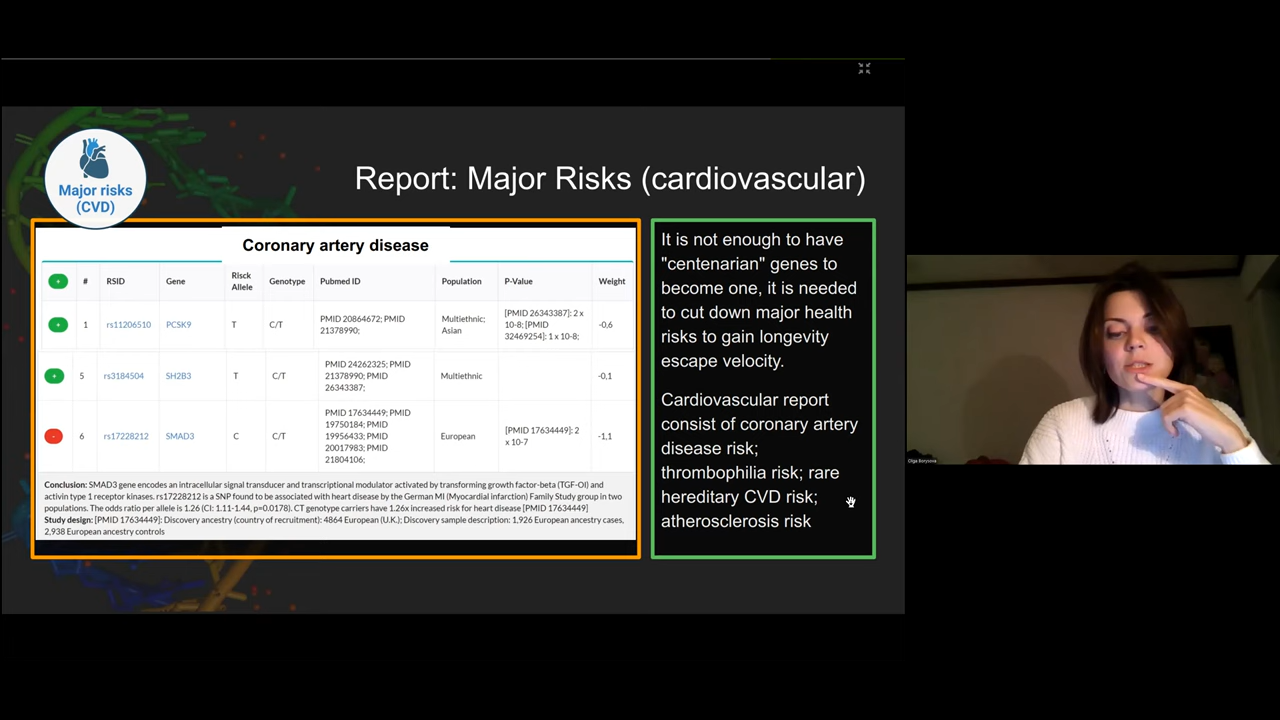 Report: Major Risks (cardiovascular)
Major risks
(CVD)
Coronary artery disease
+ # RSID Gene Risck Allele Genotype Pubmed ID Population P-Value Weight
+ 1 rs11206510 PCSK9 T C/T PMID 20864672; PMID 21378990; Multiethnic; Asian [PMID 26343387]: 2 x 10-8; [PMID 32469254]: 1 x 10-8; -0,6
+ 5 rs3184504 SH2B3 T C/T PMID 24262325; PMID 21378990; PMID 26343387; Multiethnic -0,1
- 6 rs17228212 SMAD3 C C/T PMID 17634449; PMID 19750184; PMID 19956433; PMID 20017983; PMID 21804106; European [PMID 17634449]: 2 x 10-7 -1,1
Conclusion: SMAD3 gene encodes an intracellular signal transducer and transcriptional modulator activated by transforming growth factor-beta (TGF-OI) and
activin type 1 receptor kinases. rs17228212 is a SNP found to be associated with heart disease by the German MI (Myocardial infarction) Family Study group in two
populations. The odds ratio per allele is 1.26 (CI: 1.11-1.44, p=0.0178). CT genotype carriers have 1.26x increased risk for heart disease [PMID 17634449]
Study design: [PMID 17634449]: Discovery ancestry (country of recruitment): 4864 European (U.K.); Discovery sample description: 1,926 European ancestry cases,
2,938 European ancestry controls
It is not enough to have
"centenarian" genes to
become one, it is needed
to cut down major health
risks to gain longevity
escape velocity.
Cardiovascular report
consist of coronary artery
disease risk;
thrombophilia risk; rare
hereditary CVD risk;
atherosclerosis risk
Olga Borysova